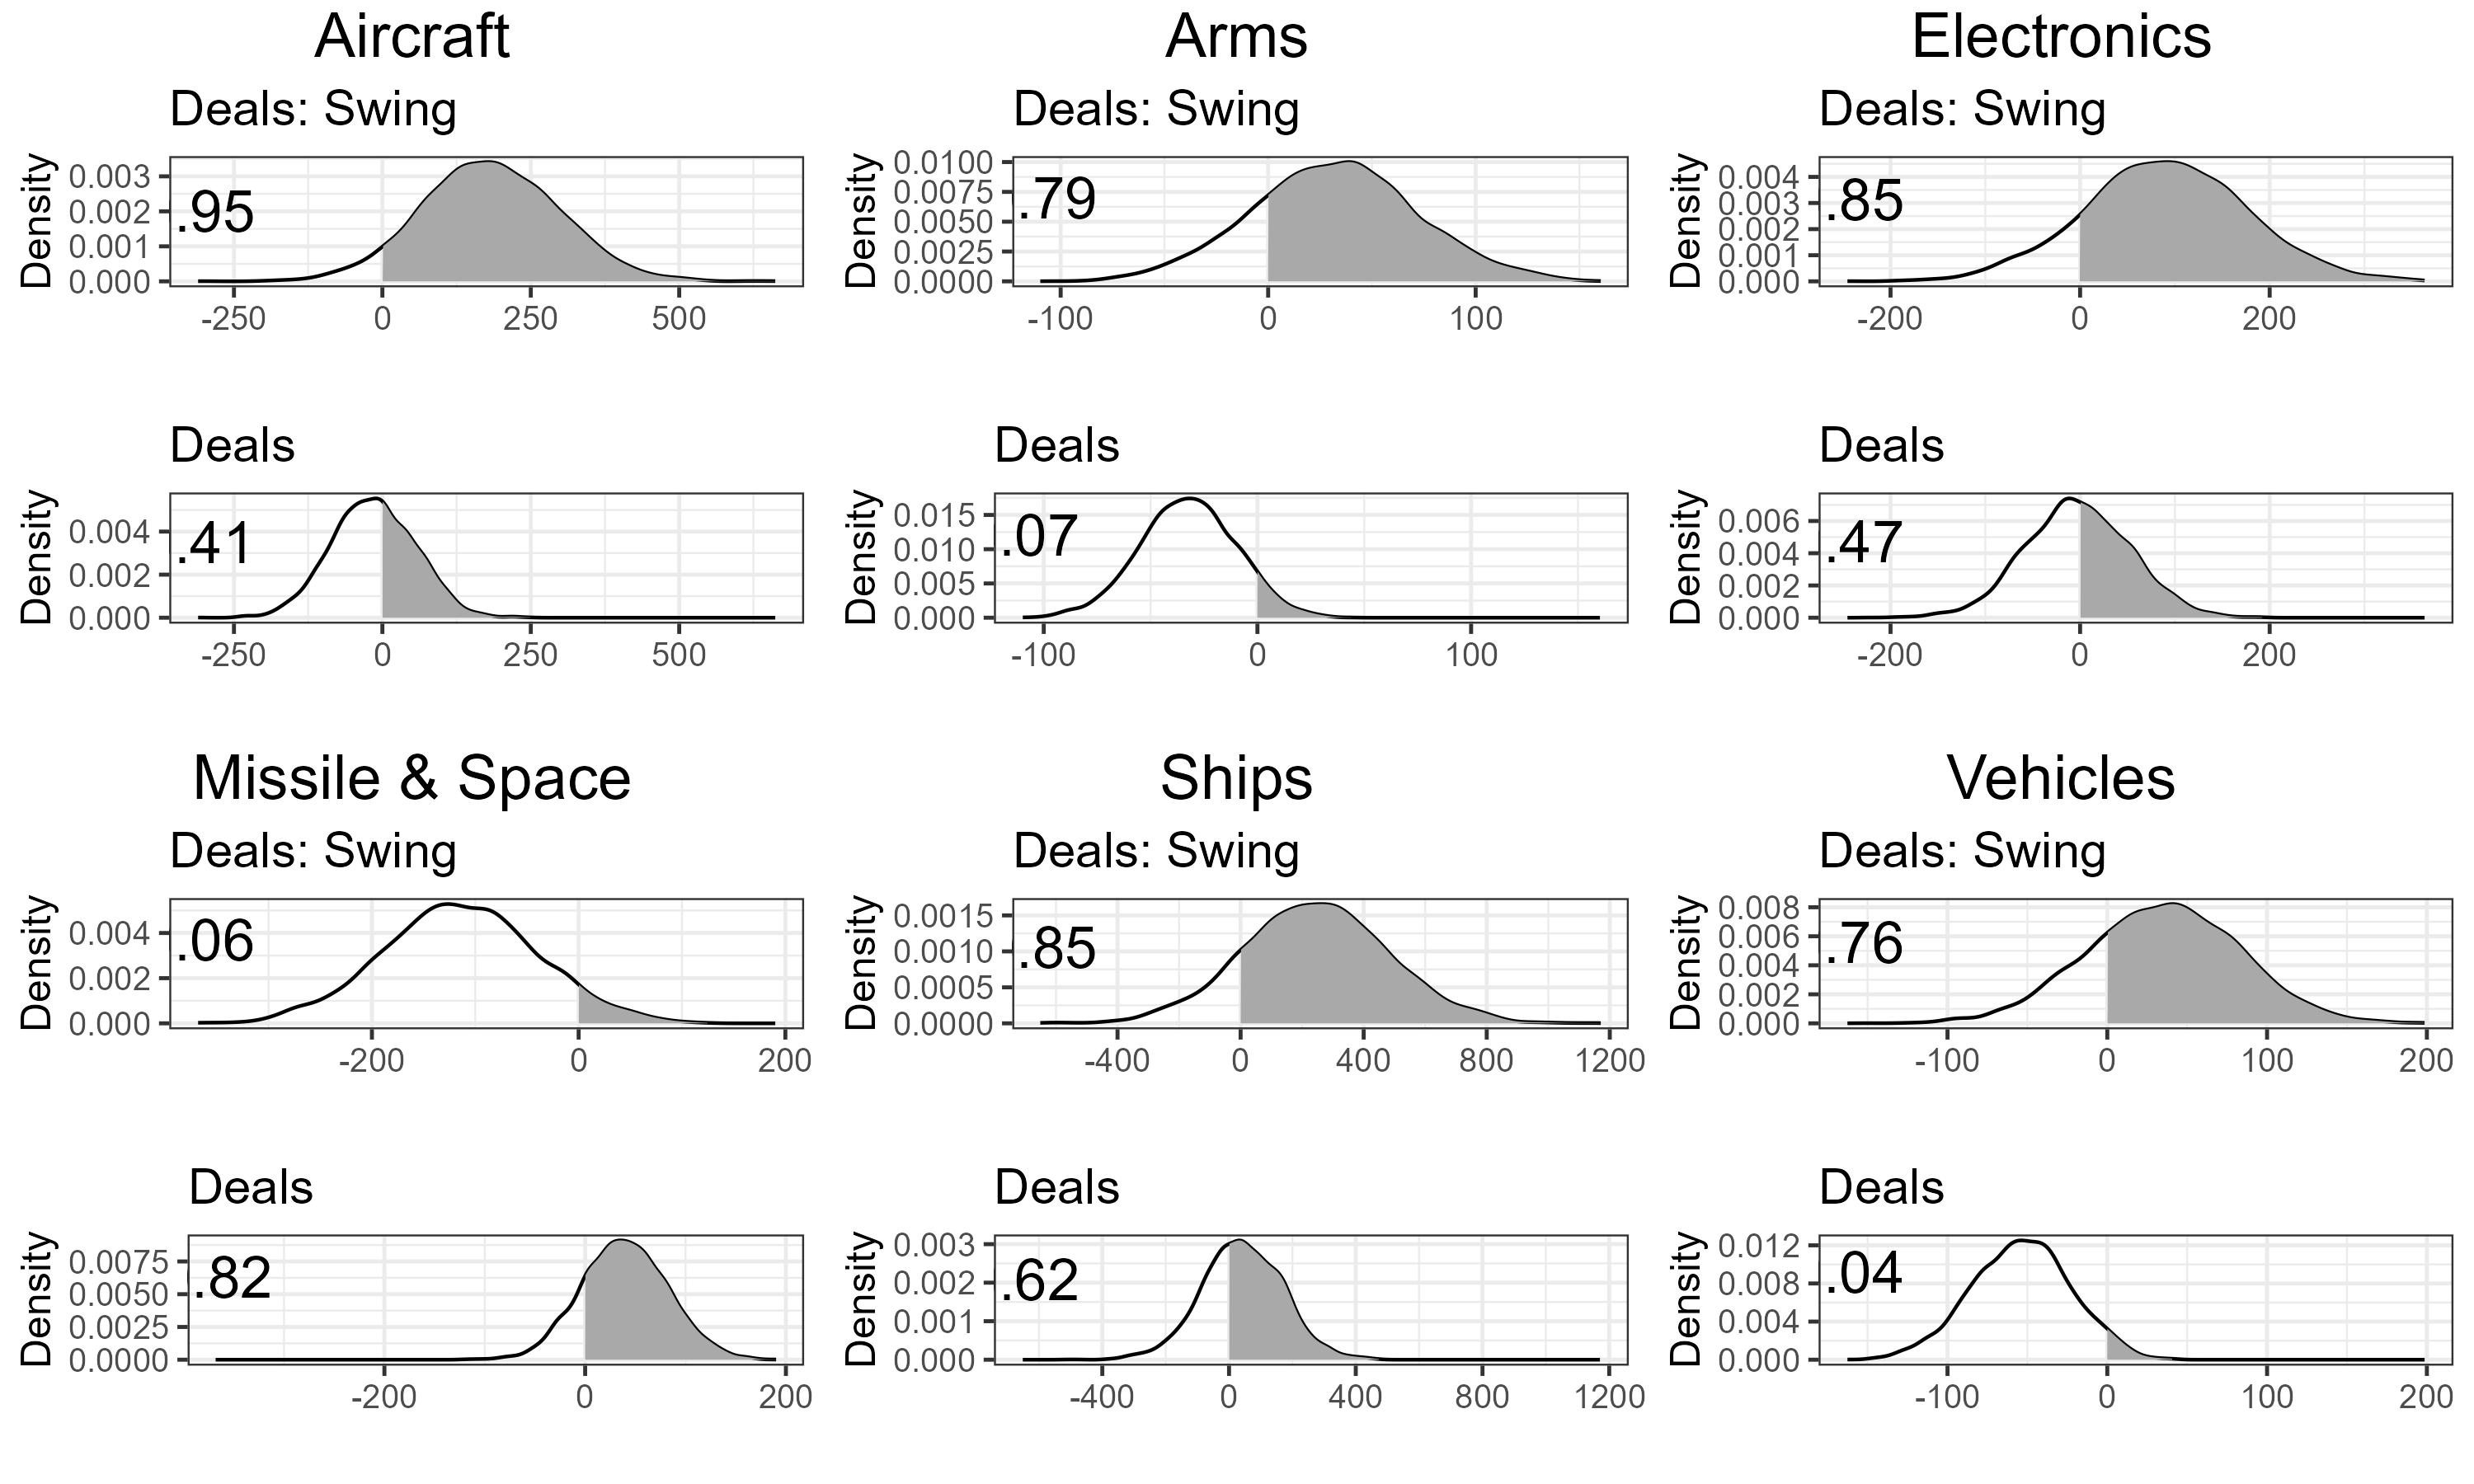 Aircraft Arms Electronics
Deals: Swing Deals: Swing Deals: Swing
Density 0.003 0.002 0.001 0.000 .95
-250 0 250 500
Density 0.0100 0.0075 0.0050 0.0025 0.0000 .79
-100 0 100
Density 0.004 0.003 0.002 0.001 0.000 .85
-200 0 200
Deals Deals Deals
Density 0.004 0.002 0.000 .41
-250 0 250 500
Density 0.015 0.010 0.005 0.000 .07
-100 0 100
Density 0.006 0.004 0.002 0.000 .47
-200 0 200
Missile & Space Ships Vehicles
Deals: Swing Deals: Swing Deals: Swing
Density 0.004 0.002 0.000 .06
-200 0 200
Density 0.0015 0.0010 0.0005 0.0000 .85
-400 0 400 800 1200
Density 0.008 0.006 0.004 0.002 0.000 .76
-100 0 100 200
Deals Deals Deals
Density 0.0075 0.0050 0.0025 0.0000 .82
-200 0 200
Density 0.003 0.002 0.001 0.000 .62
-400 0 400 800 1200
Density 0.012 0.008 0.004 0.000 .04
-100 0 100 200